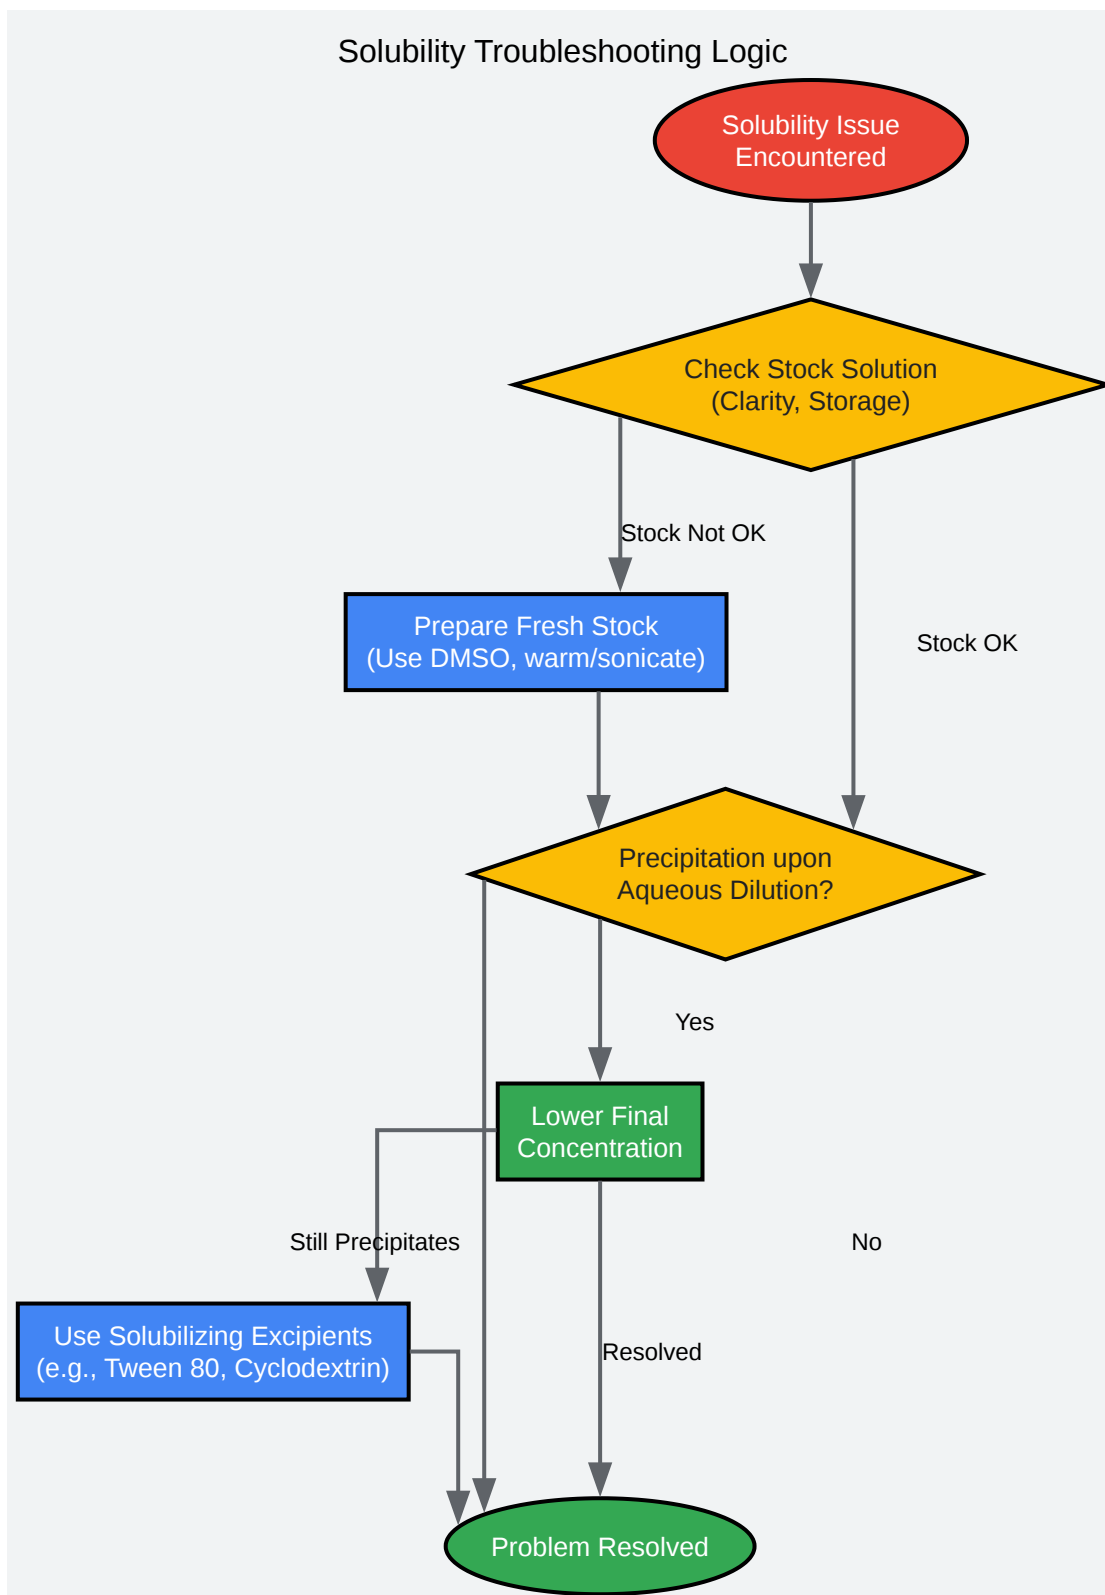 Solubility Troubleshooting Logic
Solubility Issue
Encountered
Check Stock Solution
(Clarity, Storage)
Stock Not OK
Prepare Fresh Stock
(Use DMSO, warm/sonicate)
Stock OK
Precipitation upon
Aqueous Dilution?
Yes
Lower Final
Concentration
Still Precipitates
No
Use Solubilizing Excipients
(e.g., Tween 80, Cyclodextrin)
Resolved
Problem Resolved